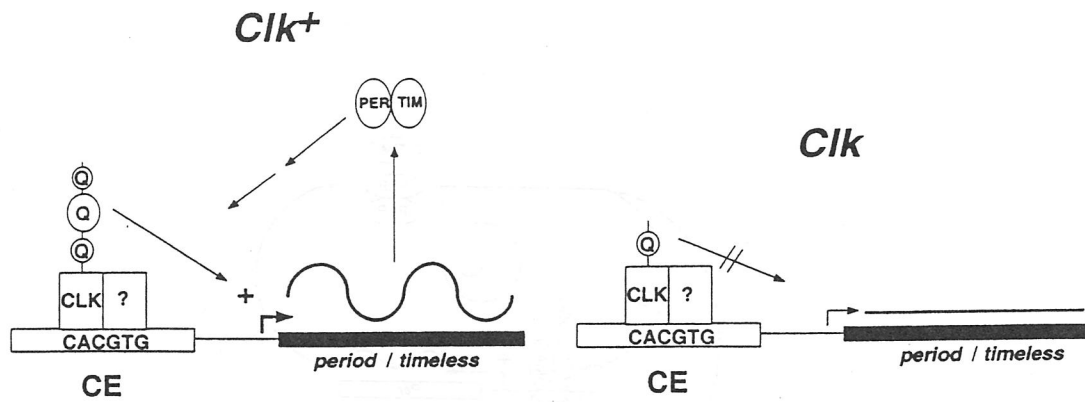 Clk+
PER TIM
Q
Q
Q
CLK ?
+
CACGTG
period / timeless
CE
Clk
Q
CLK ?
CACGTG
period / timeless
CE